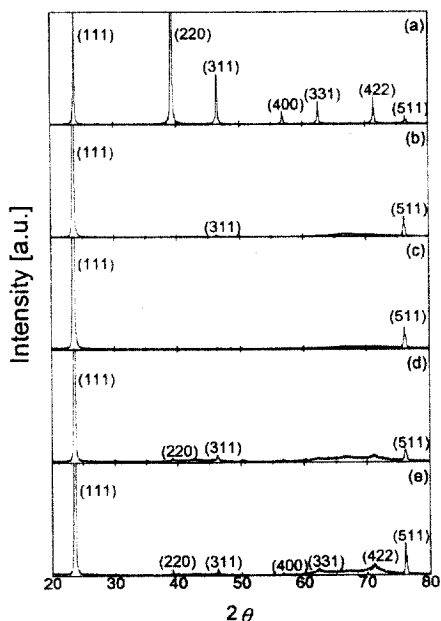 (a)
(111)
(220)
(311)
(400)
(331)
(422)
(511)
(b)
(111)
(311)
(511)
(c)
(111)
(511)
(d)
(111)
(220)
(311)
(511)
(e)
(111)
(220)
(311)
(400)
(331)
(422)
(511)
20 30 40 50 60 70 80
2 θ
Intensity [a.u.]